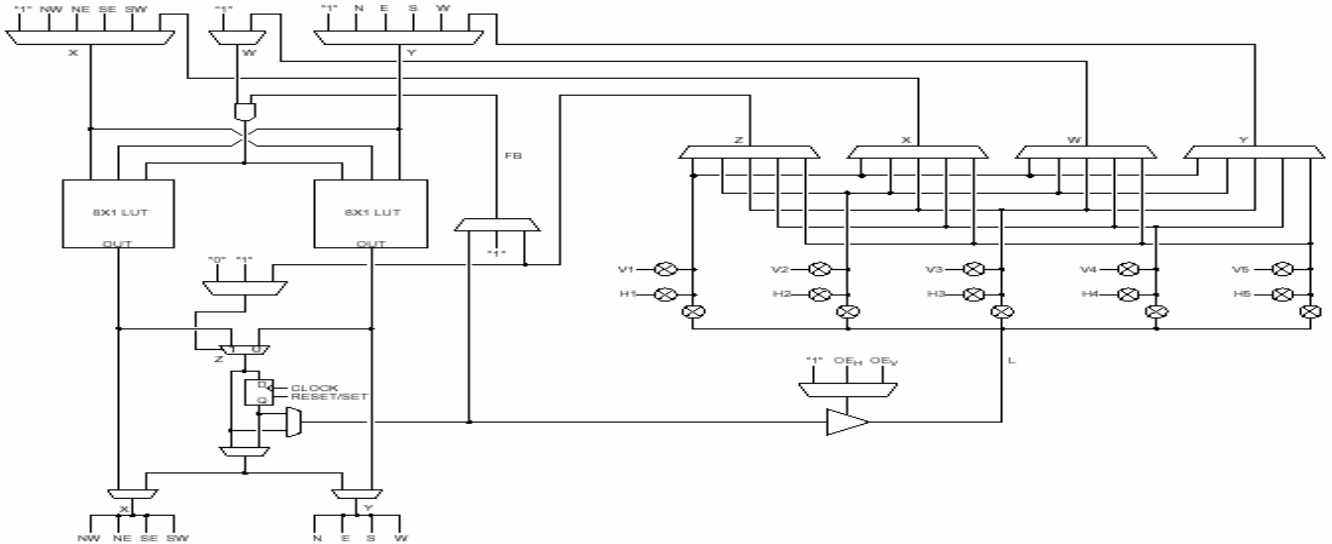 "1" NW NE SE SW "1" "1" N E S W
X W Y
Z X W Y
FB
8X1 LUT 8X1 LUT
OUT OUT
"1"
"0" "1"
V1 V2 V3 V4 V5
H1 H2 H3 H4 H5
1 0
Z
"1" OEH OEV L
D CLOCK
Q RESET/SET
X Y
NW NE SE SW N E S W